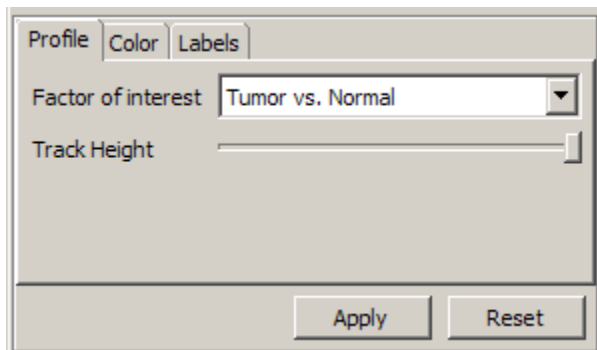 Profile Color Labels
Factor of interest Tumor vs. Normal
Track Height
Apply Reset